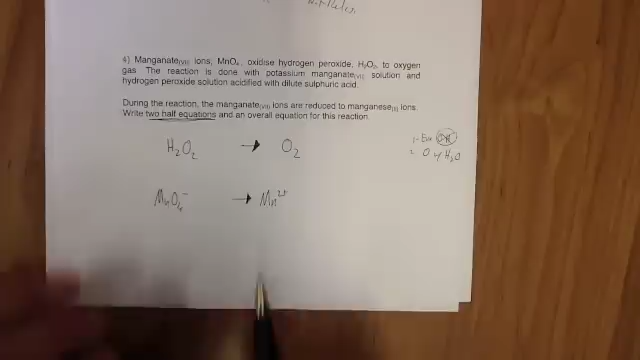 4) Manganate(VII) ions, MnO₄⁻, oxidise hydrogen peroxide, H₂O₂, to oxygen
gas. The reaction is done with potassium manganate(VII) solution and
hydrogen peroxide solution acidified with dilute sulphuric acid.
During the reaction, the manganate(VII) ions are reduced to manganese(II) ions.
Write two half equations and an overall equation for this reaction.
H₂O₂ → O₂
O H₂O
MnO₄⁻ → Mn²⁺